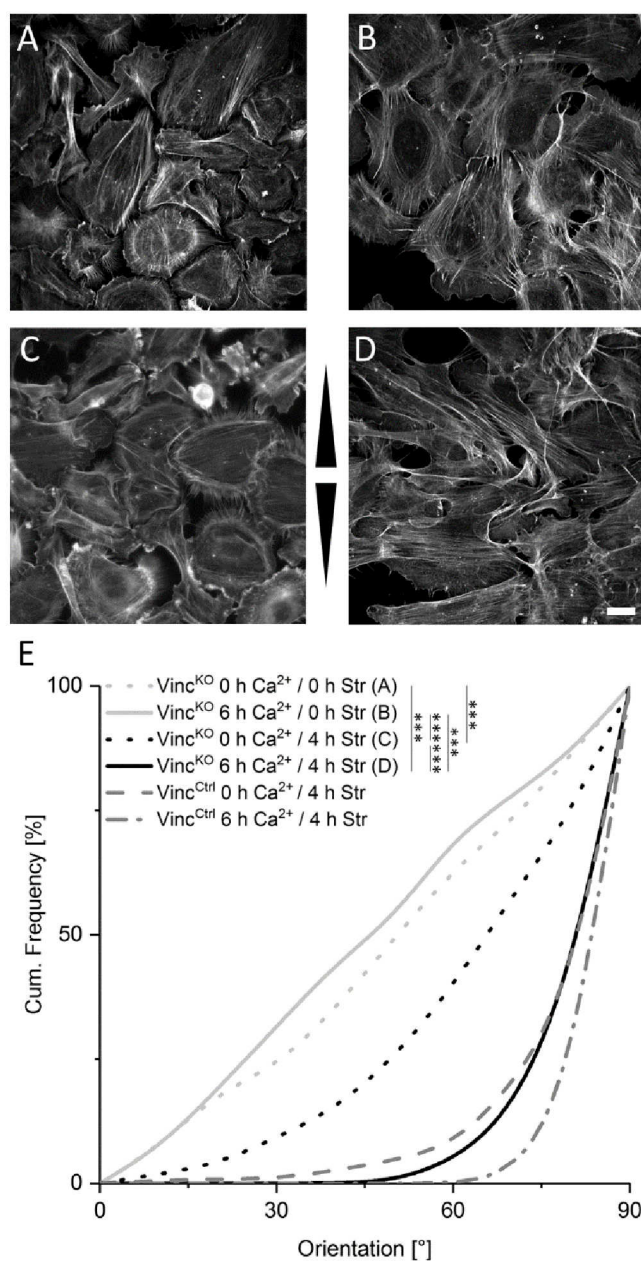 A
B
C
D
E
Vinc^KO 0 h Ca²⁺ / 0 h Str (A)
Vinc^KO 6 h Ca²⁺ / 0 h Str (B)
Vinc^KO 0 h Ca²⁺ / 4 h Str (C)
Vinc^KO 6 h Ca²⁺ / 4 h Str (D)
Vinc^Ctrl 0 h Ca²⁺ / 4 h Str
Vinc^Ctrl 6 h Ca²⁺ / 4 h Str
***
******
***
***
100
50
0
Cum. Frequency [%]
0
30
60
90
Orientation [°]